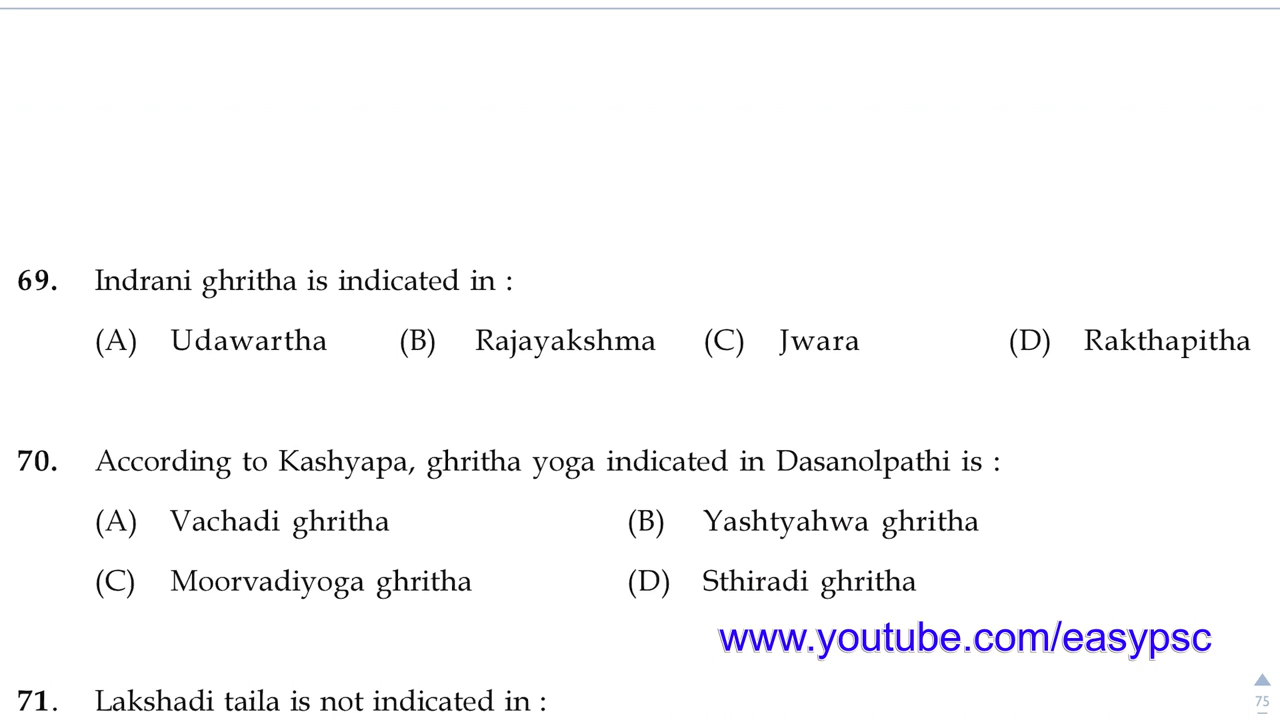 69. Indrani ghritha is indicated in :
(A) Udawartha (B) Rajayakshma (C) Jwara (D) Rakthapitha
70. According to Kashyapa, ghritha yoga indicated in Dasanolpathi is :
(A) Vachadi ghritha (B) Yashtyahwa ghritha
(C) Moorvadiyoga ghritha (D) Sthiradi ghritha
www.youtube.com/easypsc
71. Lakshadi taila is not indicated in :
75